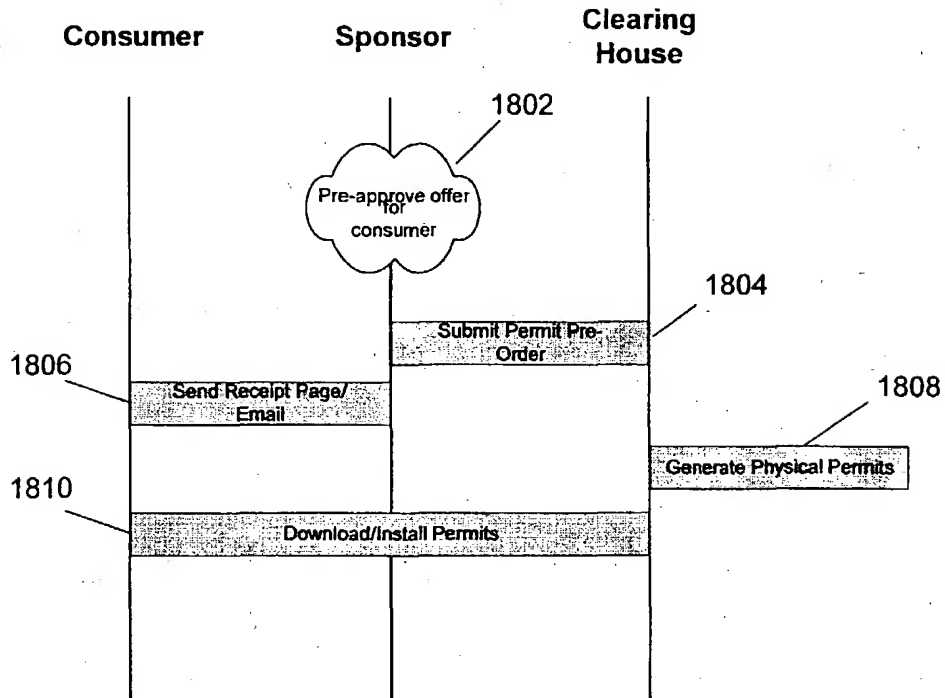 Consumer
Sponsor
Clearing
House
1802
Pre-approve offer
for
consumer
1804
Submit Permit Pre-
Order
1806
Send Receipt Page/
Email
1808
Generate Physical Permits
1810
Download/Install Permits